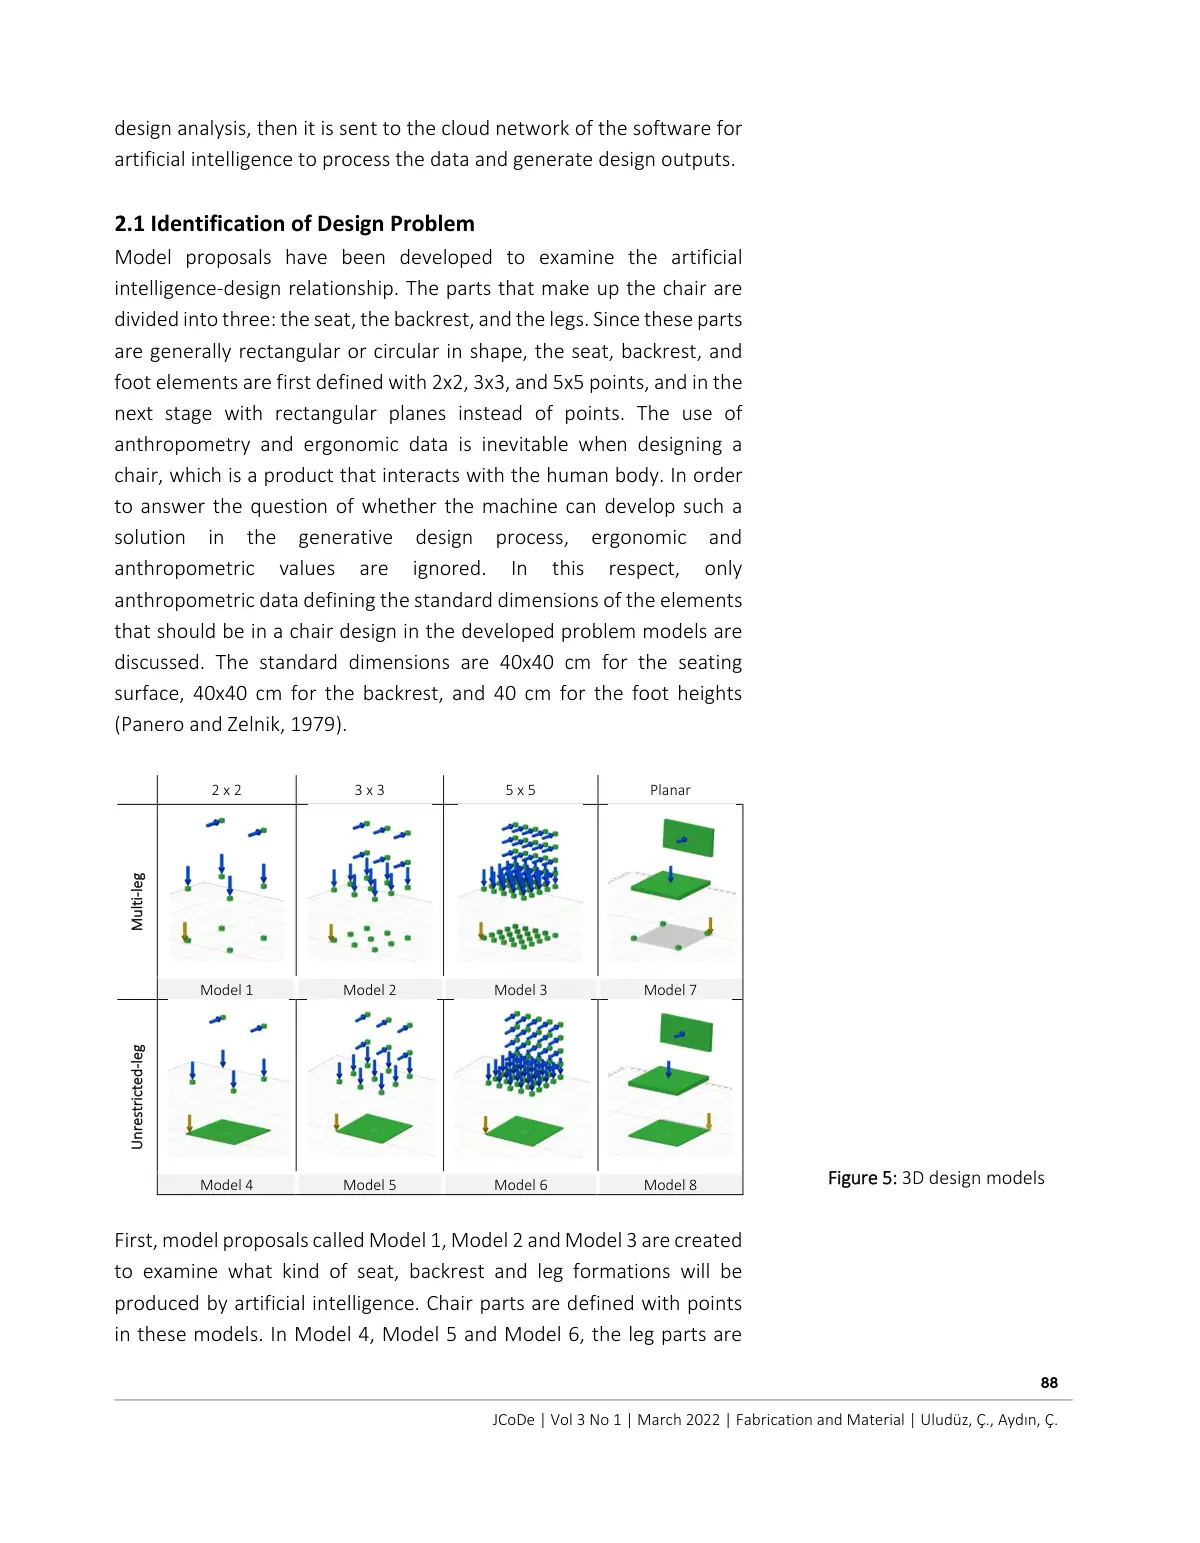 design analysis, then it is sent to the cloud network of the software for
artificial intelligence to process the data and generate design outputs.
2.1 Identification of Design Problem
Model proposals have been developed to examine the artificial
intelligence-design relationship. The parts that make up the chair are
divided into three: the seat, the backrest, and the legs. Since these parts
are generally rectangular or circular in shape, the seat, backrest, and
foot elements are first defined with 2x2, 3x3, and 5x5 points, and in the
next stage with rectangular planes instead of points. The use of
anthropometry and ergonomic data is inevitable when designing a
chair, which is a product that interacts with the human body. In order
to answer the question of whether the machine can develop such a
solution in the generative design process, ergonomic and
anthropometric values are ignored. In this respect, only
anthropometric data defining the standard dimensions of the elements
that should be in a chair design in the developed problem models are
discussed. The standard dimensions are 40x40 cm for the seating
surface, 40x40 cm for the backrest, and 40 cm for the foot heights
(Panero and Zelnik, 1979).
2 x 2 3 x 3 5 x 5 Planar
Multi-leg
Model 1 Model 2 Model 3 Model 7
Unrestricted-leg
Model 4 Model 5 Model 6 Model 8
Figure 5: 3D design models
First, model proposals called Model 1, Model 2 and Model 3 are created
to examine what kind of seat, backrest and leg formations will be
produced by artificial intelligence. Chair parts are defined with points
in these models. In Model 4, Model 5 and Model 6, the leg parts are
88
JCoDe | Vol 3 No 1 | March 2022 | Fabrication and Material | Uludüz, Ç., Aydın, Ç.